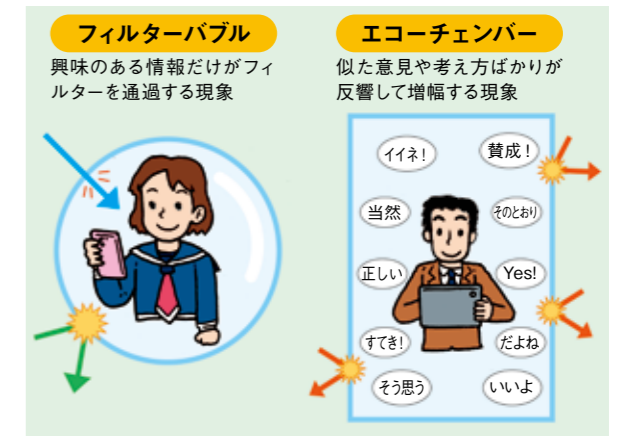 フィルターバブル
興味のある情報だけがフィ
ルターを通過する現象
エコーチェンバー
似た意見や考え方ばかりが
反響して増幅する現象
イイネ!
賛成!
当然
そのとおり
正しい
Yes!
すてき!
だよね
そう思う
いいよ